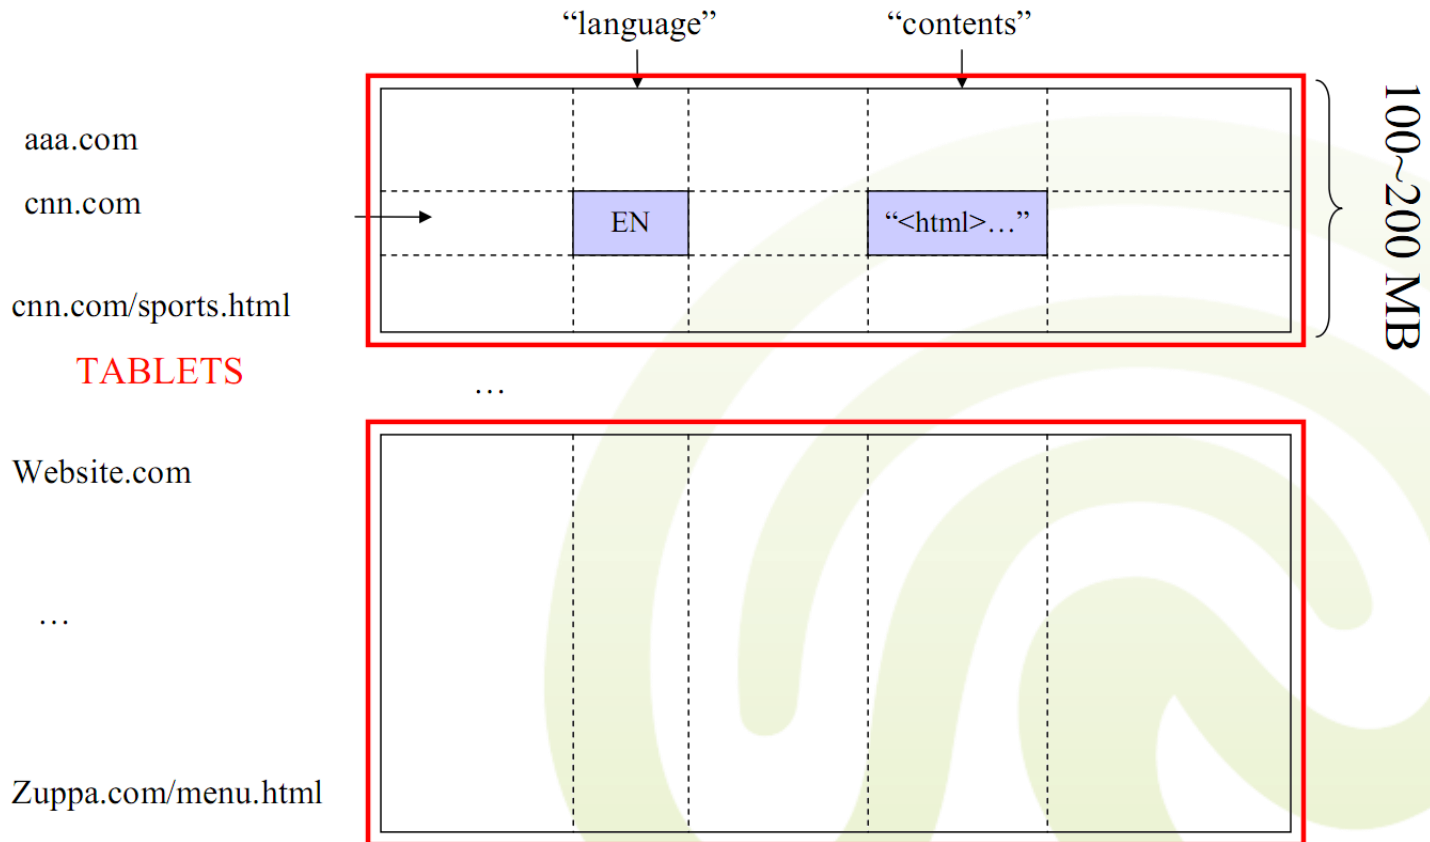 “language” “contents”
aaa.com
cnn.com
EN “<html>…”
cnn.com/sports.html
100~200 MB
TABLETS
…
Website.com
…
Zuppa.com/menu.html